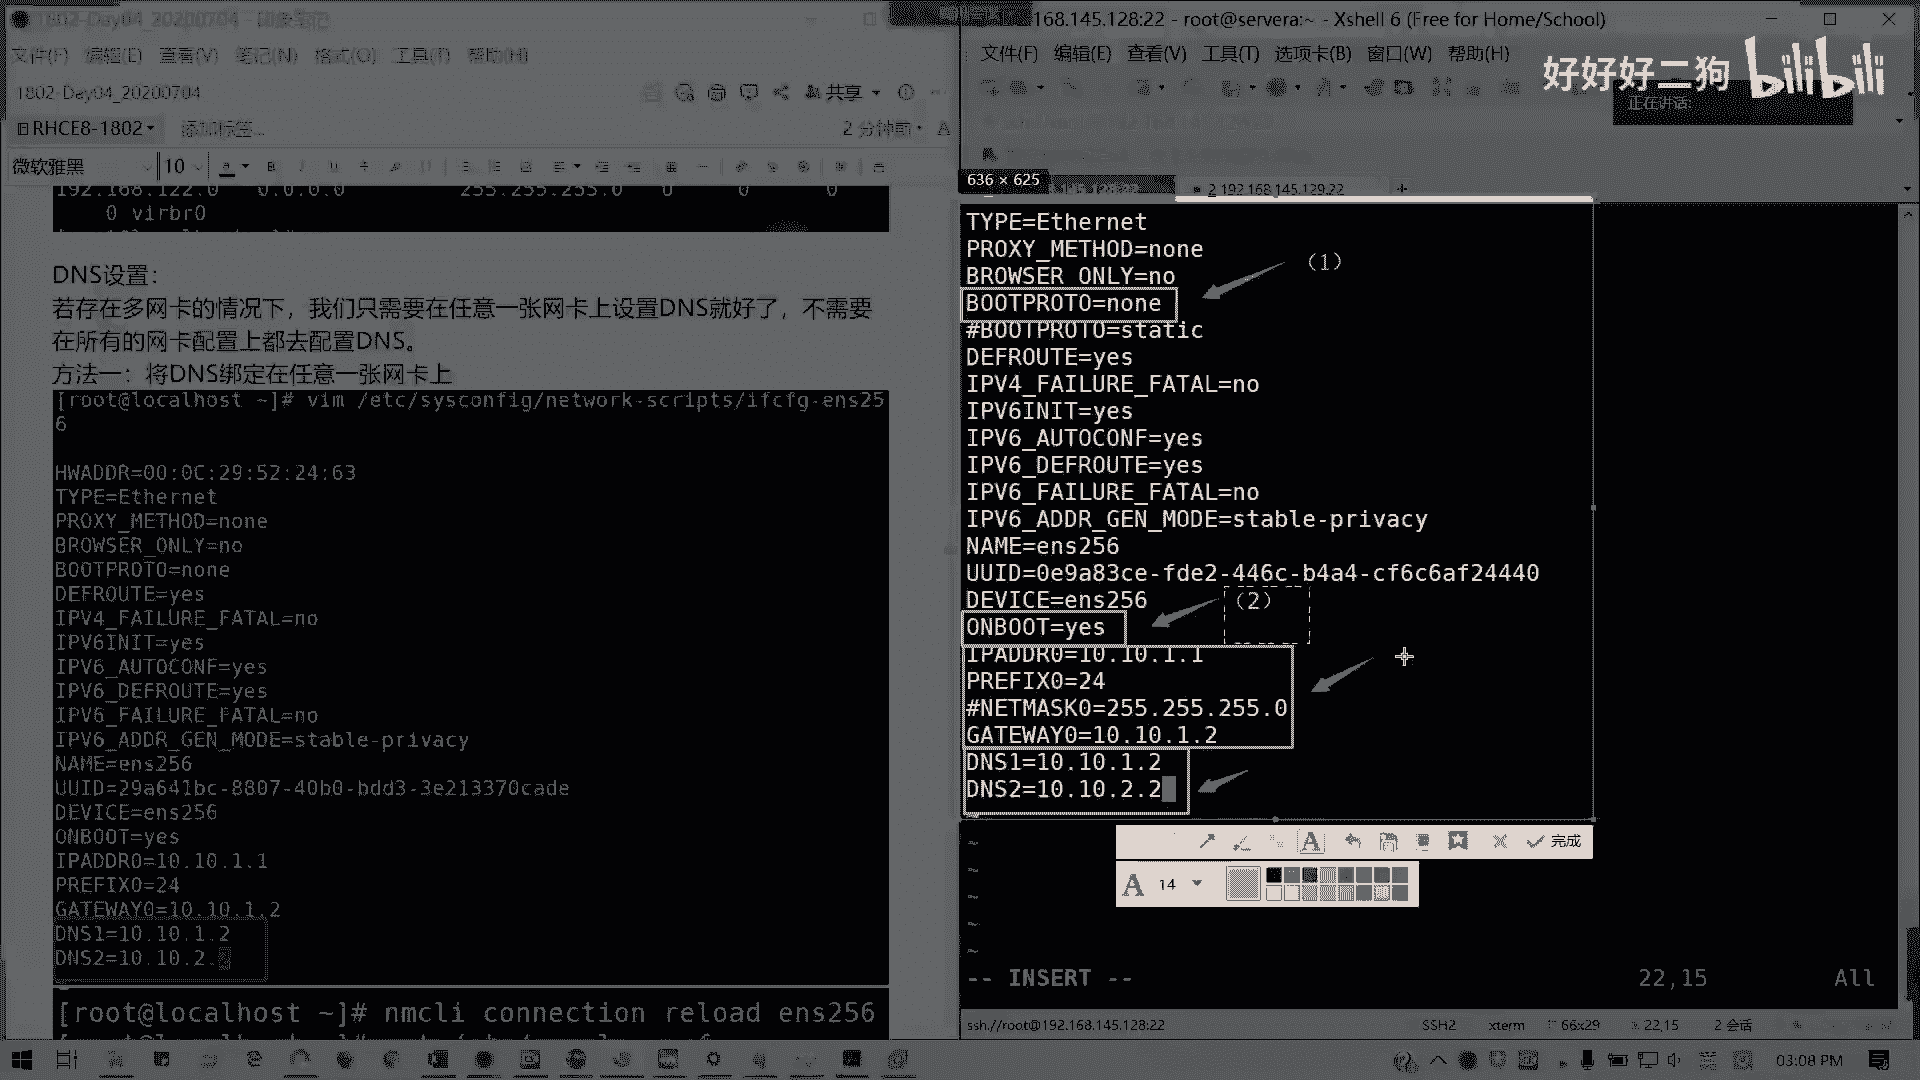 1802-Day04_20200704 - 印象笔记
文件(F) 编辑(E) 查看(V) 笔记(N) 格式(O) 工具(T) 帮助(H)
1802-Day04_20200704
共享
RHCE8-1802
添加标签...
2 分钟前
微软雅黑
10
192.168.122.0 0.0.0.0 255.255.255.0 U 0 0
0 virbr0
DNS设置：
若存在多网卡的情况下，我们只需要在任意一张网卡上设置DNS就好了，不需要
在所有的网卡配置上都去配置DNS。
方法一：将DNS绑定在任意一张网卡上
[root@localhost ~]# vim /etc/sysconfig/network-scripts/ifcfg-ens25
6
HWADDR=00:0C:29:52:24:63
TYPE=Ethernet
PROXY_METHOD=none
BROWSER_ONLY=no
BOOTPROTO=none
DEFROUTE=yes
IPV4_FAILURE_FATAL=no
IPV6INIT=yes
IPV6_AUTOCONF=yes
IPV6_DEFROUTE=yes
IPV6_FAILURE_FATAL=no
IPV6_ADDR_GEN_MODE=stable-privacy
NAME=ens256
UUID=29a641bc-8807-40b0-bdd3-3e213370cade
DEVICE=ens256
ONBOOT=yes
IPADDR0=10.10.1.1
PREFIX0=24
GATEWAY0=10.10.1.2
DNS1=10.10.1.2
DNS2=10.10.2.
[root@localhost ~]# nmcli connection reload ens256
168.145.128:22 - root@servera:~ - Xshell 6 (Free for Home/School)
文件(F) 编辑(E) 查看(V) 工具(T) 选项卡(B) 窗口(W) 帮助(H)
好好好二狗 bilibili
正在讲话:
636 × 625
2 192.168.145.129:22
TYPE=Ethernet
PROXY_METHOD=none
BROWSER_ONLY=no
（1）
BOOTPROTO=none
#BOOTPROTO=static
DEFROUTE=yes
IPV4_FAILURE_FATAL=no
IPV6INIT=yes
IPV6_AUTOCONF=yes
IPV6_DEFROUTE=yes
IPV6_FAILURE_FATAL=no
IPV6_ADDR_GEN_MODE=stable-privacy
NAME=ens256
UUID=0e9a83ce-fde2-446c-b4a4-cf6c6af24440
DEVICE=ens256
（2）
ONBOOT=yes
IPADDR0=10.10.1.1
PREFIX0=24
#NETMASK0=255.255.255.0
GATEWAY0=10.10.1.2
DNS1=10.10.1.2
DNS2=10.10.2.2
完成
A 14
-- INSERT -- 22,15 All
ssh://root@192.168.145.128:22 SSH2 xterm 66x29 22,15 2 会话
03:08 PM